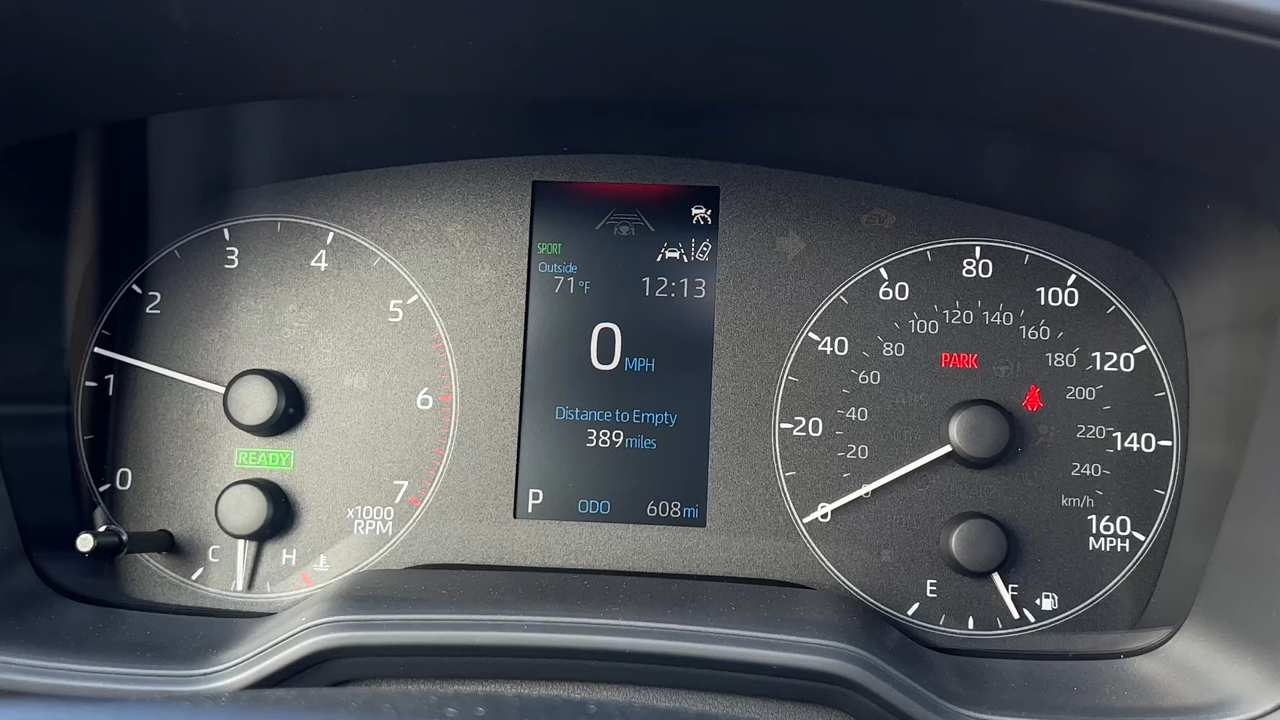 0
1
2
3
4
5
6
7
x1000
RPM
READY
C H
SPORT
Outside
71°F 12:13
0 MPH
Distance to Empty
389 miles
P ODO 608 mi
0
20
40
60
80
100
120
140
160
MPH
20
40
60
80
100
120
140
160
180
200
220
240
km/h
PARK
E F